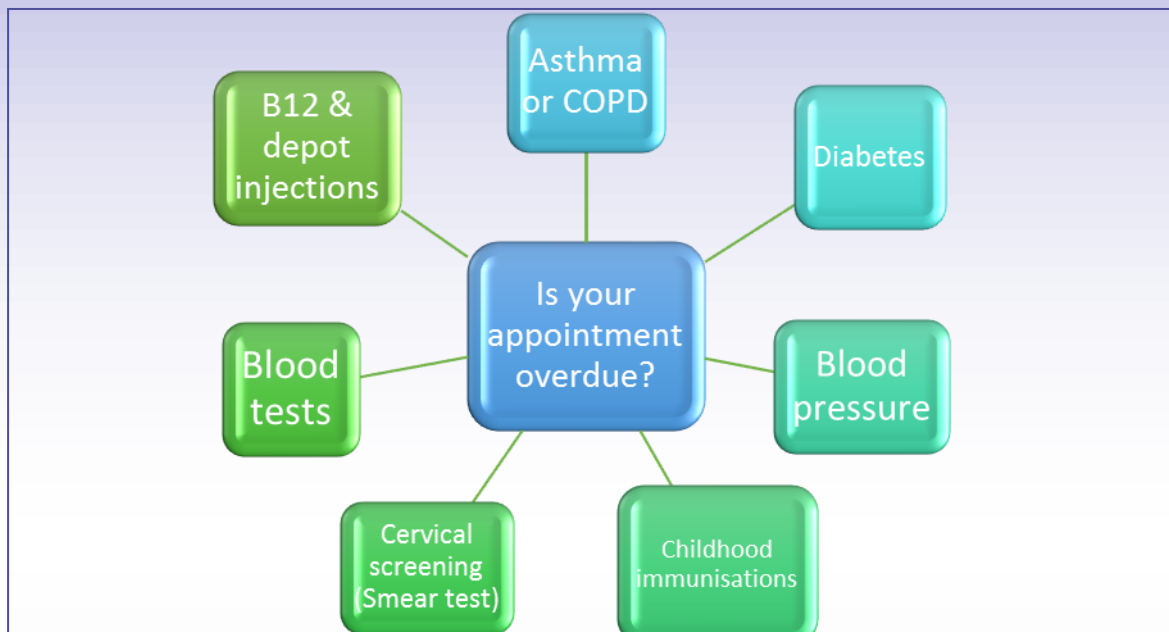 Asthma
or COPD
Diabetes
Blood
pressure
Childhood
immunisations
Cervical
screening
(Smear test)
Blood
tests
B12 &
depot
injections
Is your
appointment
overdue?